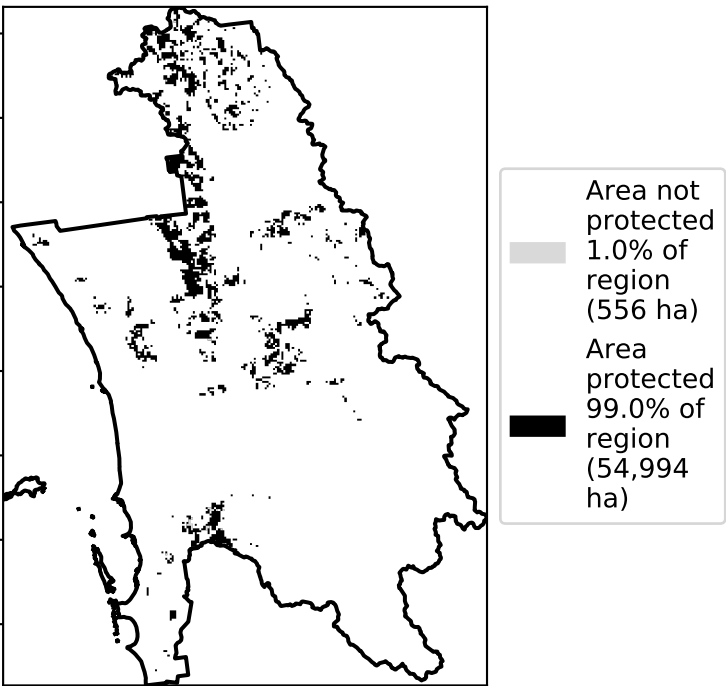 Area not
protected
1.0% of
region
(556 ha)
Area
protected
99.0% of
region
(54,994
ha)